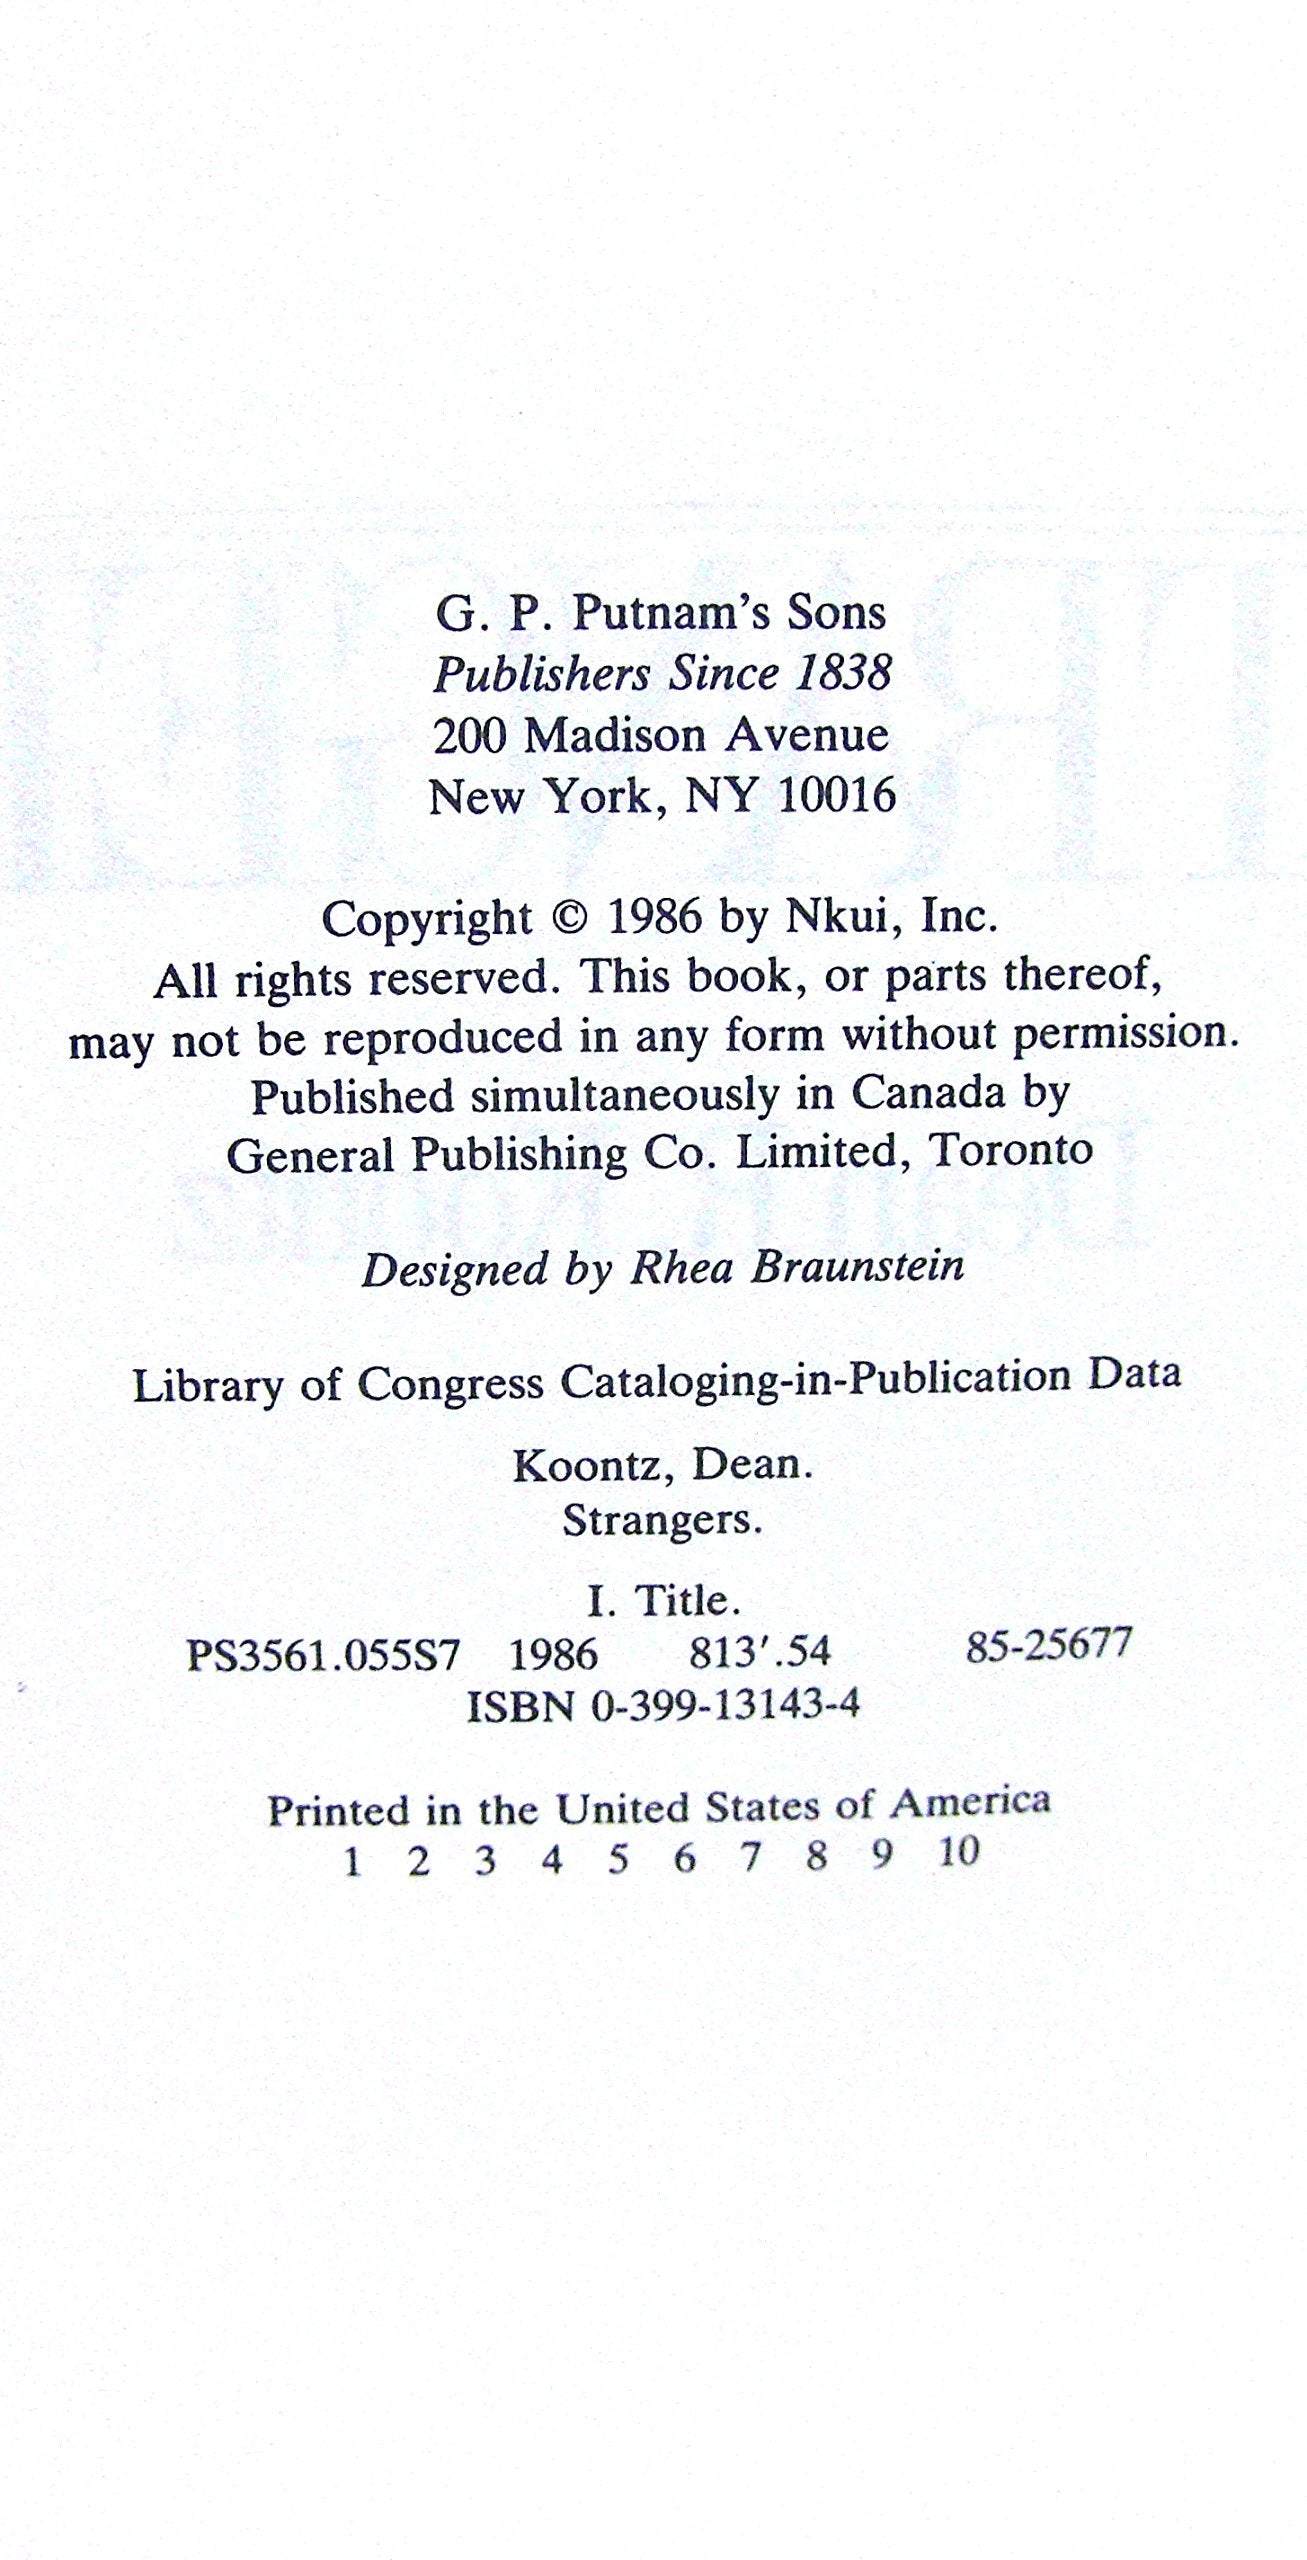 G. P. Putnam's Sons
Publishers Since 1838
200 Madison Avenue
New York, NY 10016
Copyright © 1986 by Nkui, Inc.
All rights reserved. This book, or parts thereof,
may not be reproduced in any form without permission.
Published simultaneously in Canada by
General Publishing Co. Limited, Toronto
Designed by Rhea Braunstein
Library of Congress Cataloging-in-Publication Data
Koontz, Dean.
Strangers.
I. Title.
PS3561.055S7 1986 813′.54 85-25677
ISBN 0-399-13143-4
Printed in the United States of America
1 2 3 4 5 6 7 8 9 10